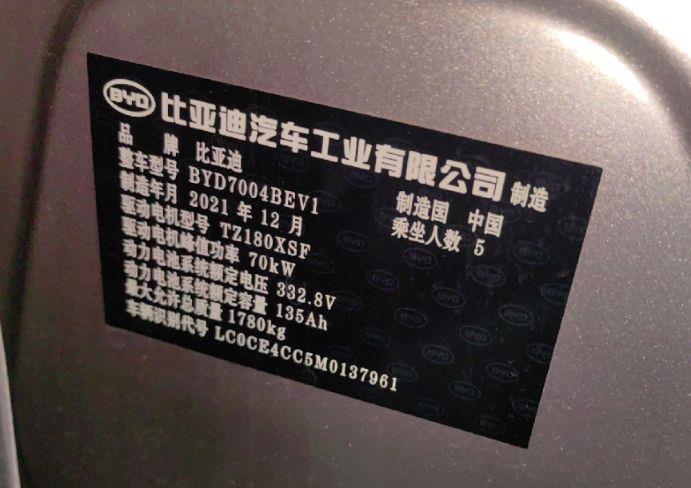 BYD 比亚迪汽车工业有限公司 制造
品 牌 比亚迪
整车型号 BYD7004BEV1 制造国 中国
制造年月 2021 年 12 月 乘坐人数 5
驱动电机型号 TZ180XSF
驱动电机峰值功率 70kW
动力电池系统额定电压 332.8V
动力电池系统额定容量 135Ah
最大允许总质量 1780kg
车辆识别代号 LC0CE4CC5M0137961